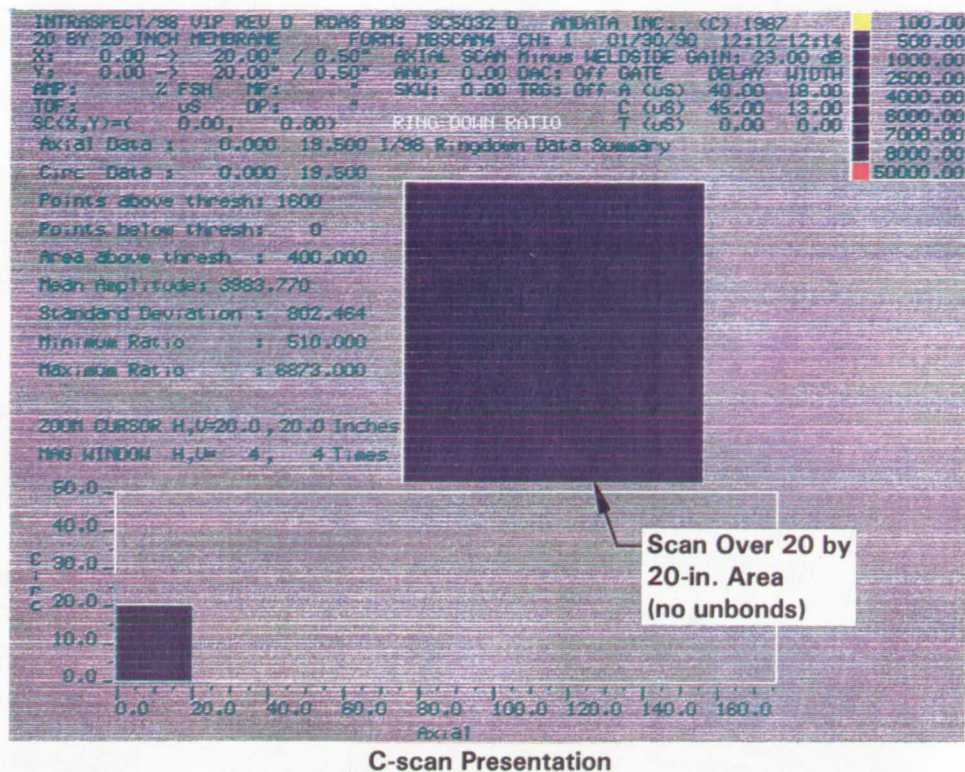 INTRASPECT/98 VIP REV D RDAS HD9 SC5032 D AMDATA INC., (C) 1987
20 BY 20 INCH MEMBRANE FORM: MBSCAN4 CH: 1 01/30/90 12:12-12:14
X: 0.00 -> 20.00" / 0.50" AXIAL SCAN Minus WELDSIDE GAIN: 23.00 dB
Y: 0.00 -> 20.00" / 0.50" ANG: 0.00 DAC: Off GATE DELAY WIDTH
AMP: % FSH MP: " SKW: 0.00 TRG: Off A (uS) 40.00 18.00
TOF: uS DP: " C (uS) 45.00 13.00
SC(X,Y)=( 0.00, 0.00) RING DOWN RATIO T (uS) 0.00 0.00
100.00
500.00
1000.00
2500.00
4000.00
6000.00
7000.00
8000.00
50000.00
Axial Data : 0.000 19.500 I/98 Ringdown Data Summary
Circ Data : 0.000 19.500
Points above thresh: 1600
Points below thresh: 0
Area above thresh : 400.000
Mean Amplitude: 3983.770
Standard Deviation : 802.464
Minimum Ratio : 510.000
Maximum Ratio : 6873.000
ZOOM CURSOR H,V=20.0 ,20.0 Inches
MAG WINDOW H,V= 4, 4 Times
50.0
40.0
30.0
20.0
10.0
0.0
Circ
Scan Over 20 by
20-in. Area
(no unbonds)
0.0 20.0 40.0 60.0 80.0 100.0 120.0 140.0 160.0
Axial
C-scan Presentation